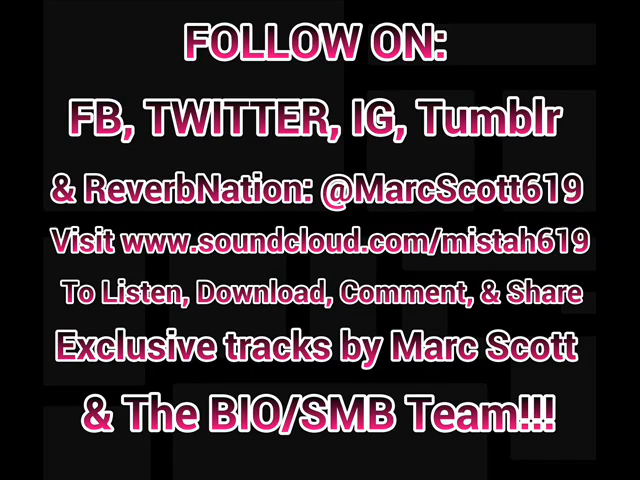 FOLLOW ON:
FB, TWITTER, IG, Tumblr
& ReverbNation: @MarcScott619
Visit www.soundcloud.com/mistah619
To Listen, Download, Comment, & Share
Exclusive tracks by Marc Scott
& The BIO/SMB Team!!!